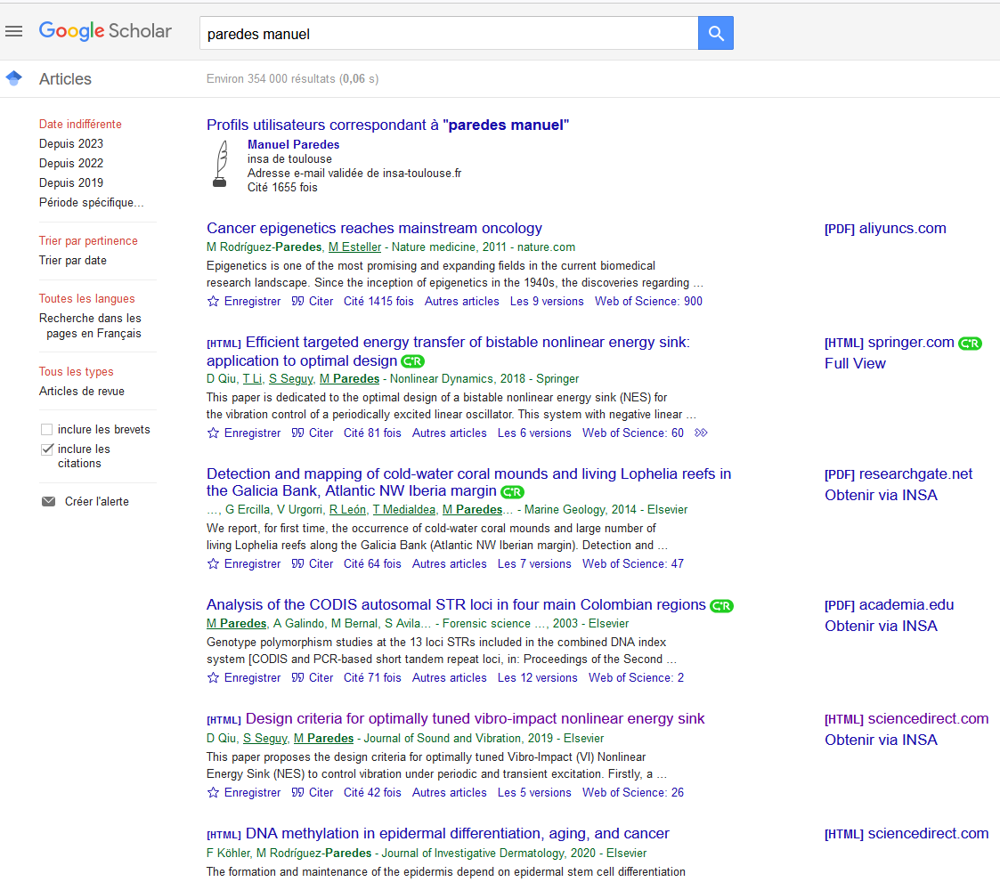 Google Scholar
paredes manuel
Articles
Environ 354 000 résultats (0,06 s)
Date indifférente
Depuis 2023
Depuis 2022
Depuis 2019
Période spécifique…
Trier par pertinence
Trier par date
Toutes les langues
Recherche dans les
pages en Français
Tous les types
Articles de revue
inclure les brevets
inclure les
citations
Créer l'alerte
Profils utilisateurs correspondant à "paredes manuel"
Manuel Paredes
insa de toulouse
Adresse e-mail validée de insa-toulouse.fr
Cité 1655 fois
Cancer epigenetics reaches mainstream oncology
[PDF] aliyuncs.com
M Rodríguez-Paredes, M Esteller - Nature medicine, 2011 - nature.com
Epigenetics is one of the most promising and expanding fields in the current biomedical
research landscape. Since the inception of epigenetics in the 1940s, the discoveries regarding …
Enregistrer Citer Cité 1415 fois Autres articles Les 9 versions Web of Science: 900
[HTML] Efficient targeted energy transfer of bistable nonlinear energy sink:
application to optimal design C•R
[HTML] springer.com C•R
Full View
D Qiu, T Li, S Seguy, M Paredes - Nonlinear Dynamics, 2018 - Springer
This paper is dedicated to the optimal design of a bistable nonlinear energy sink (NES) for
the vibration control of a periodically excited linear oscillator. This system with negative linear …
Enregistrer Citer Cité 81 fois Autres articles Les 6 versions Web of Science: 60
Detection and mapping of cold-water coral mounds and living Lophelia reefs in
the Galicia Bank, Atlantic NW Iberia margin C•R
[PDF] researchgate.net
Obtenir via INSA
…, G Ercilla, V Urgorri, R León, T Medialdea, M Paredes… - Marine Geology, 2014 - Elsevier
We report, for first time, the occurrence of cold-water coral mounds and large number of
living Lophelia reefs along the Galicia Bank (Atlantic NW Iberian margin). Detection and …
Enregistrer Citer Cité 64 fois Autres articles Les 7 versions Web of Science: 47
Analysis of the CODIS autosomal STR loci in four main Colombian regions C•R
[PDF] academia.edu
Obtenir via INSA
M Paredes, A Galindo, M Bernal, S Avila… - Forensic science …, 2003 - Elsevier
Genotype polymorphism studies at the 13 loci STRs included in the combined DNA index
system [CODIS and PCR-based short tandem repeat loci, in: Proceedings of the Second …
Enregistrer Citer Cité 71 fois Autres articles Les 12 versions Web of Science: 2
[HTML] Design criteria for optimally tuned vibro-impact nonlinear energy sink
[HTML] sciencedirect.com
Obtenir via INSA
D Qiu, S Seguy, M Paredes - Journal of Sound and Vibration, 2019 - Elsevier
This paper proposes the design criteria for optimally tuned Vibro-Impact (VI) Nonlinear
Energy Sink (NES) to control vibration under periodic and transient excitation. Firstly, a …
Enregistrer Citer Cité 42 fois Autres articles Les 5 versions Web of Science: 26
[HTML] DNA methylation in epidermal differentiation, aging, and cancer
[HTML] sciencedirect.com
F Köhler, M Rodríguez-Paredes - Journal of Investigative Dermatology, 2020 - Elsevier
The formation and maintenance of the epidermis depend on epidermal stem cell differentiation